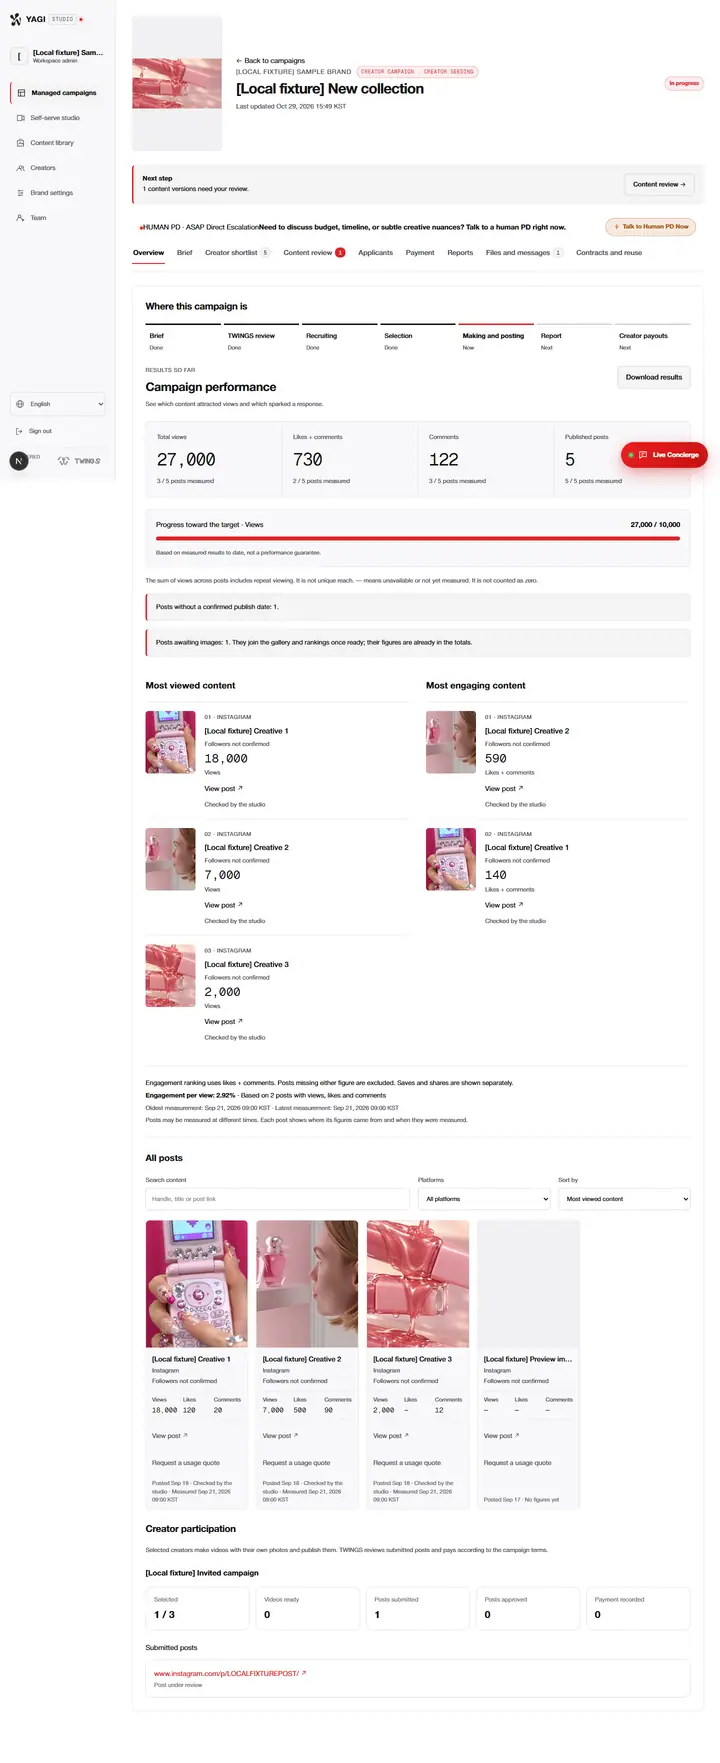 YAGI STUDIO
[
[Local fixture] Sam...
Workspace admin
Managed campaigns
Self-serve studio
Content library
Creators
Brand settings
Team
English
Sign out
N
TWINGS
← Back to campaigns
[LOCAL FIXTURE] SAMPLE BRAND
CREATOR CAMPAIGN · CREATOR SEEDING
[Local fixture] New collection
Last updated Oct 29, 2026 15:49 KST
In progress
Next step
1 content versions need your review.
Content review →
HUMAN PD · ASAP Direct Escalation
Need to discuss budget, timeline, or subtle creative nuances? Talk to a human PD right now.
Talk to Human PD Now
Overview
Brief
Creator shortlist 5
Content review 1
Applicants
Payment
Reports
Files and messages 1
Contracts and reuse
Where this campaign is
Brief
Done
TWINGS review
Done
Recruiting
Done
Selection
Done
Making and posting
Now
Report
Next
Creator payouts
Next
RESULTS SO FAR
Campaign performance
See which content attracted views and which sparked a response.
Download results
Total views
27,000
3 / 5 posts measured
Likes + comments
730
2 / 5 posts measured
Comments
122
3 / 5 posts measured
Published posts
5
5 / 5 posts measured
Live Concierge
Progress toward the target · Views
27,000 / 10,000
Based on measured results to date, not a performance guarantee.
The sum of views across posts includes repeat viewing. It is not unique reach. — means unavailable or not yet measured. It is not counted as zero.
Posts without a confirmed publish date: 1.
Posts awaiting images: 1. They join the gallery and rankings once ready; their figures are already in the totals.
Most viewed content
01 · INSTAGRAM
[Local fixture] Creative 1
Followers not confirmed
18,000
Views
View post ↗
Checked by the studio
02 · INSTAGRAM
[Local fixture] Creative 2
Followers not confirmed
7,000
Views
View post ↗
Checked by the studio
03 · INSTAGRAM
[Local fixture] Creative 3
Followers not confirmed
2,000
Views
View post ↗
Checked by the studio
Most engaging content
01 · INSTAGRAM
[Local fixture] Creative 2
Followers not confirmed
590
Likes + comments
View post ↗
Checked by the studio
02 · INSTAGRAM
[Local fixture] Creative 1
Followers not confirmed
140
Likes + comments
View post ↗
Checked by the studio
Engagement ranking uses likes + comments. Posts missing either figure are excluded. Saves and shares are shown separately.
Engagement per view: 2.92% · Based on 2 posts with views, likes and comments
Oldest measurement: Sep 21, 2026 09:00 KST · Latest measurement: Sep 21, 2026 09:00 KST
Posts may be measured at different times. Each post shows where its figures came from and when they were measured.
All posts
Search content
Handle, title or post link
Platforms
All platforms
Sort by
Most viewed content
[Local fixture] Creative 1
Instagram
Followers not confirmed
Views Likes Comments
18,000 120 20
View post ↗
Request a usage quote
Posted Sep 18 · Checked by the
studio · Measured Sep 21, 2026
09:00 KST
[Local fixture] Creative 2
Instagram
Followers not confirmed
Views Likes Comments
7,000 500 90
View post ↗
Request a usage quote
Posted Sep 18 · Checked by the
studio · Measured Sep 21, 2026
09:00 KST
[Local fixture] Creative 3
Instagram
Followers not confirmed
Views Likes Comments
2,000 — 12
View post ↗
Request a usage quote
Posted Sep 18 · Checked by the
studio · Measured Sep 21, 2026
09:00 KST
[Local fixture] Preview im...
Instagram
Followers not confirmed
Views Likes Comments
— — —
View post ↗
Request a usage quote
Posted Sep 17 · No figures yet
Creator participation
Selected creators make videos with their own photos and publish them. TWINGS reviews submitted posts and pays according to the campaign terms.
[Local fixture] Invited campaign
Selected
1 / 3
Videos ready
0
Posts submitted
1
Posts approved
0
Payment recorded
0
Submitted posts
www.instagram.com/p/LOCALFIXTUREPOST/ ↗
Post under review